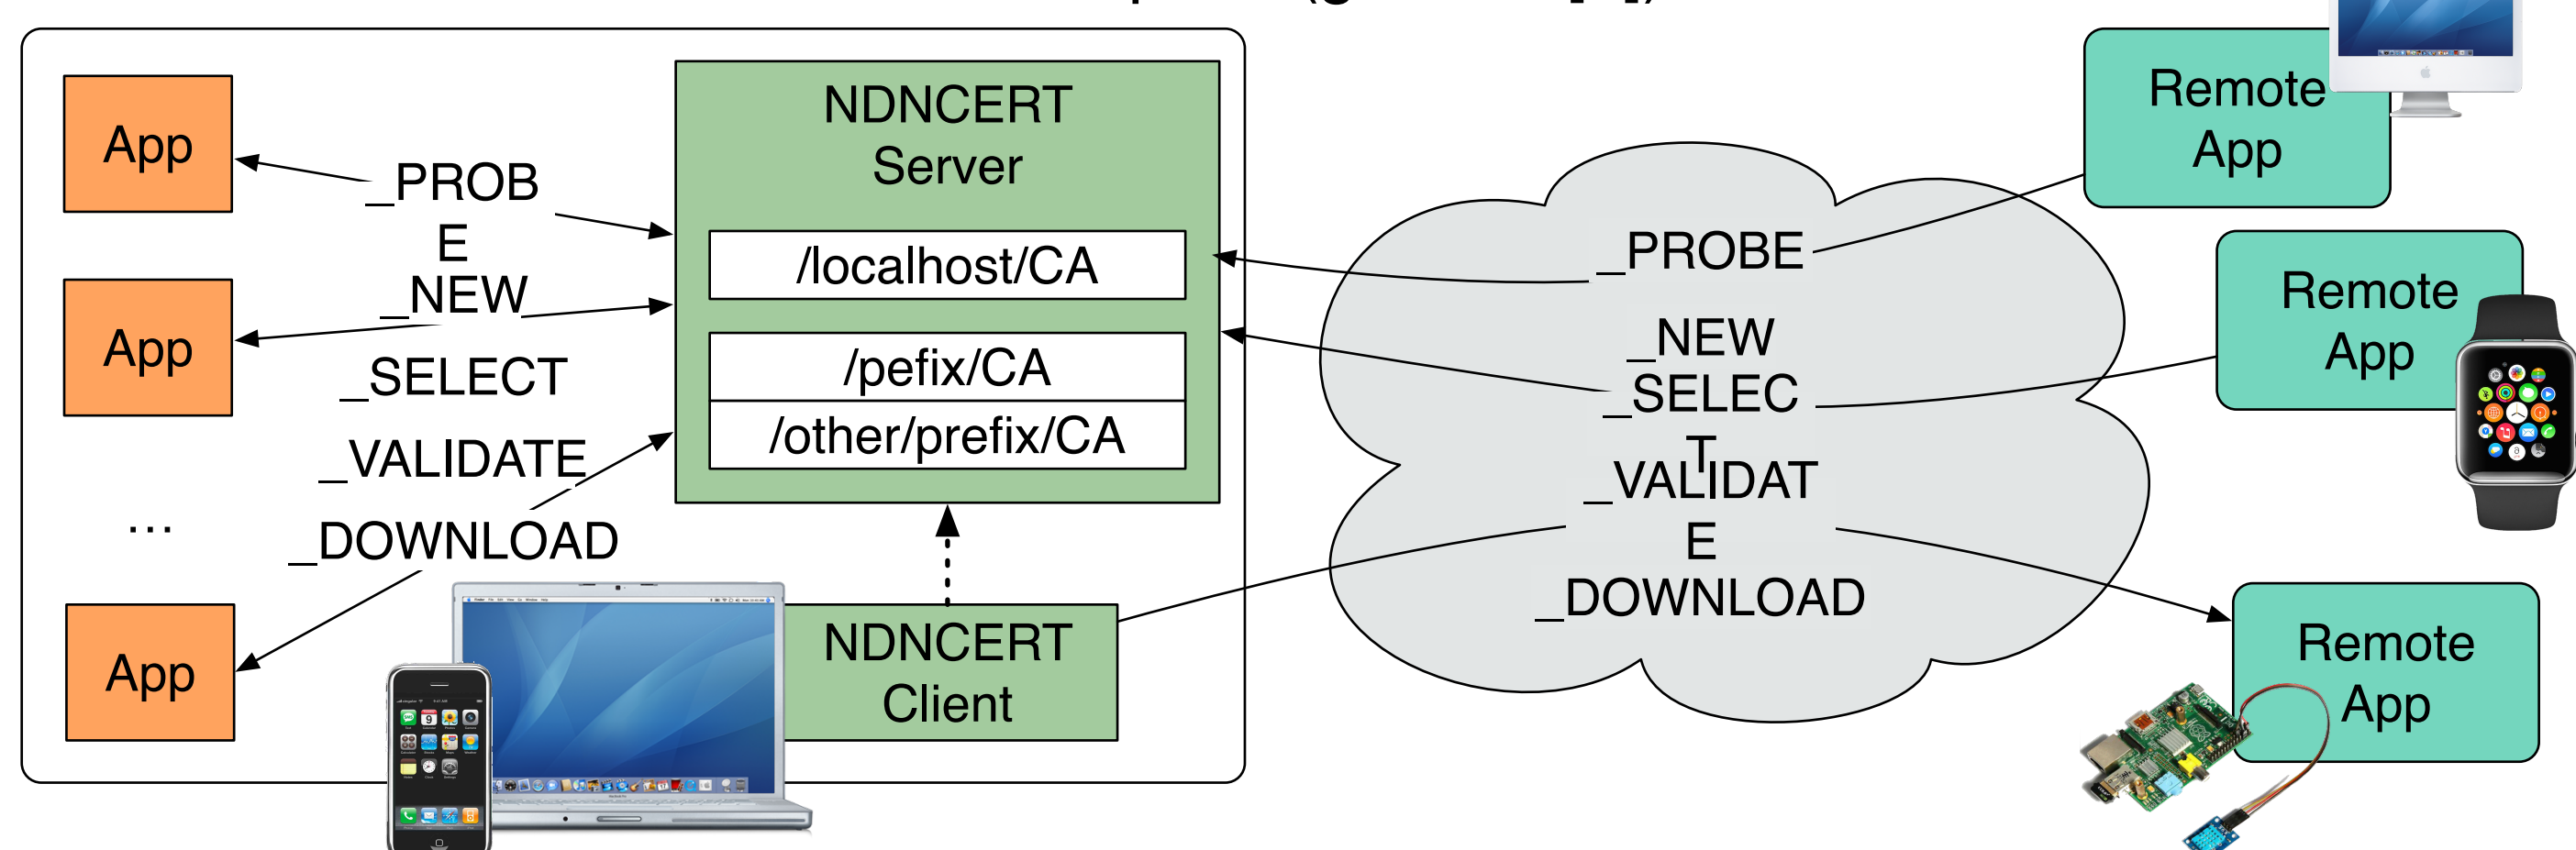 App
_PROB
E
App
_NEW
_SELECT
_VALIDATE
...
_DOWNLOAD
App
NDNCERT
Server
/localhost/CA
/pefix/CA
/other/prefix/CA
NDNCERT
Client
_PROBE
_NEW
_SELEC
T
_VALIDAT
E
_DOWNLOAD
Remote
App
Remote
App
Remote
App